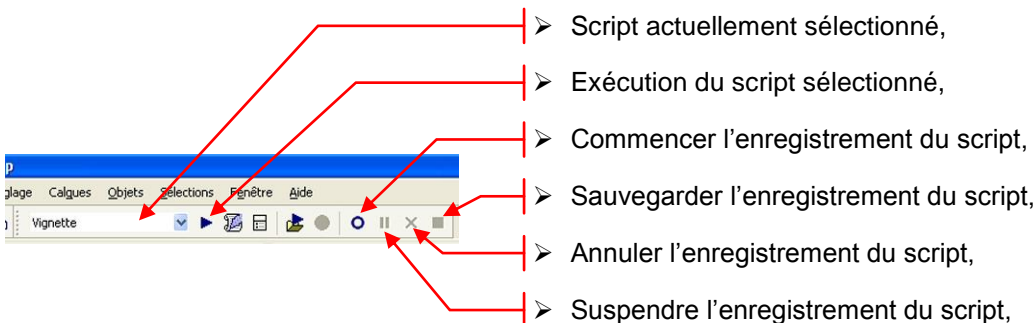 Script actuellement sélectionné,
Exécution du script sélectionné,
Commencer l’enregistrement du script,
Sauvegarder l’enregistrement du script,
Annuler l’enregistrement du script,
Suspendre l’enregistrement du script,
p
glage Calques Objets Sélections Fenêtre Aide
Vignette